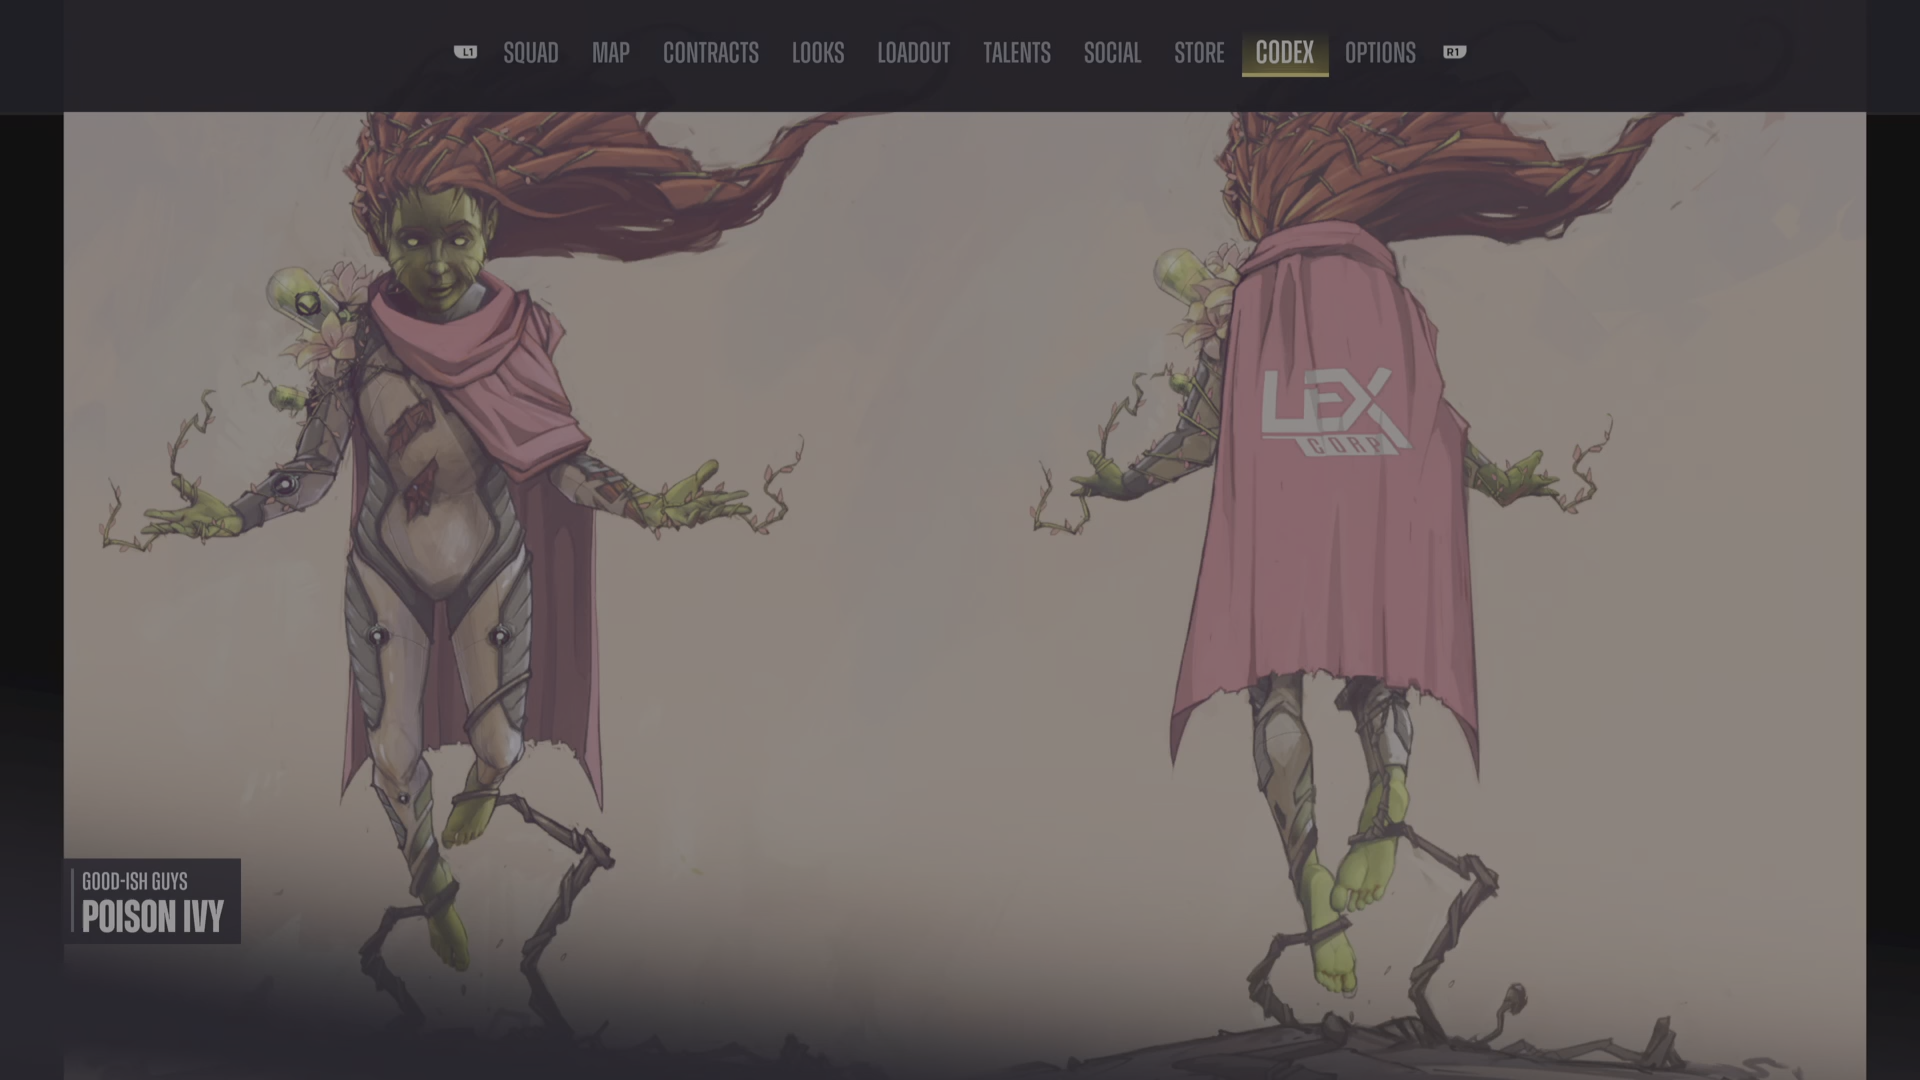 L1 SQUAD MAP CONTRACTS LOOKS LOADOUT TALENTS SOCIAL STORE CODEX OPTIONS R1
LEX
CORP
GOOD-ISH GUYS
POISON IVY